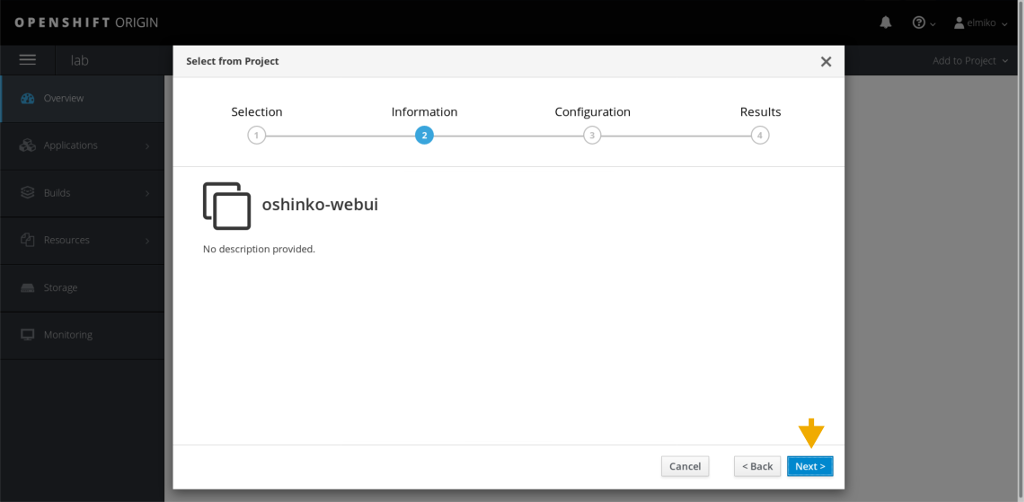 OPENSHIFT ORIGIN
elmiko
lab
Add to Project
Overview
Applications
Builds
Resources
Storage
Monitoring
Select from Project
Selection
Information
Configuration
Results
1
2
3
4
oshinko-webui
No description provided.
Cancel
< Back
Next >